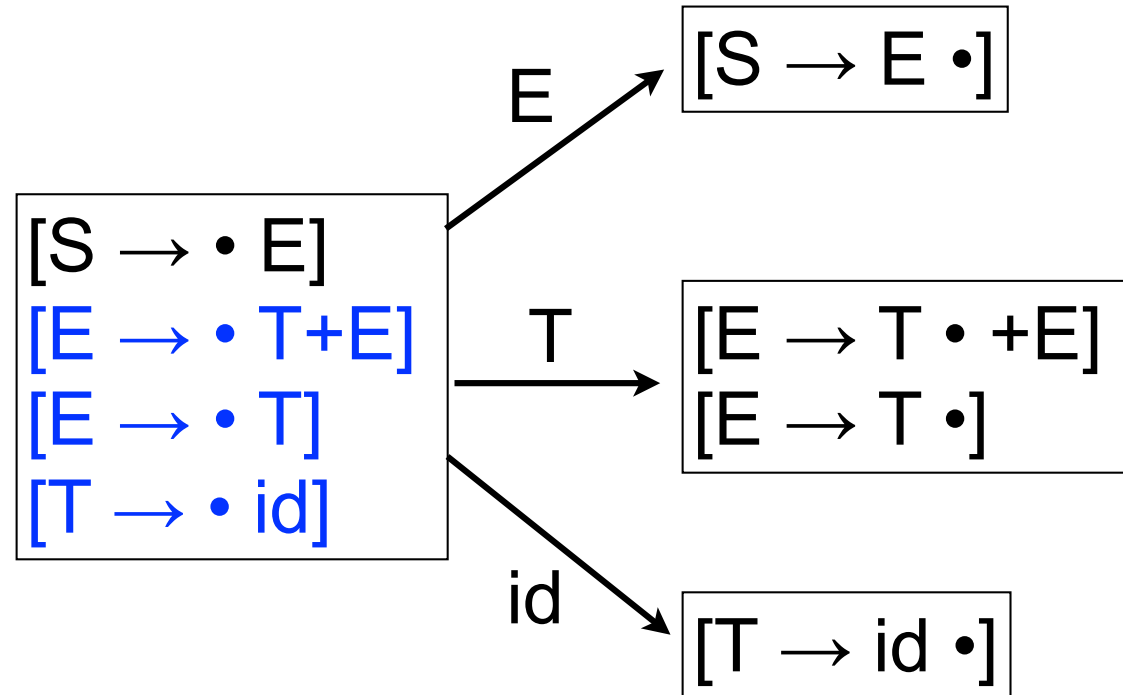 [S → E •]
E
[S → • E]
[E → • T+E]
[E → • T]
[T → • id]
T
[E → T • +E]
[E → T •]
id
[T → id •]